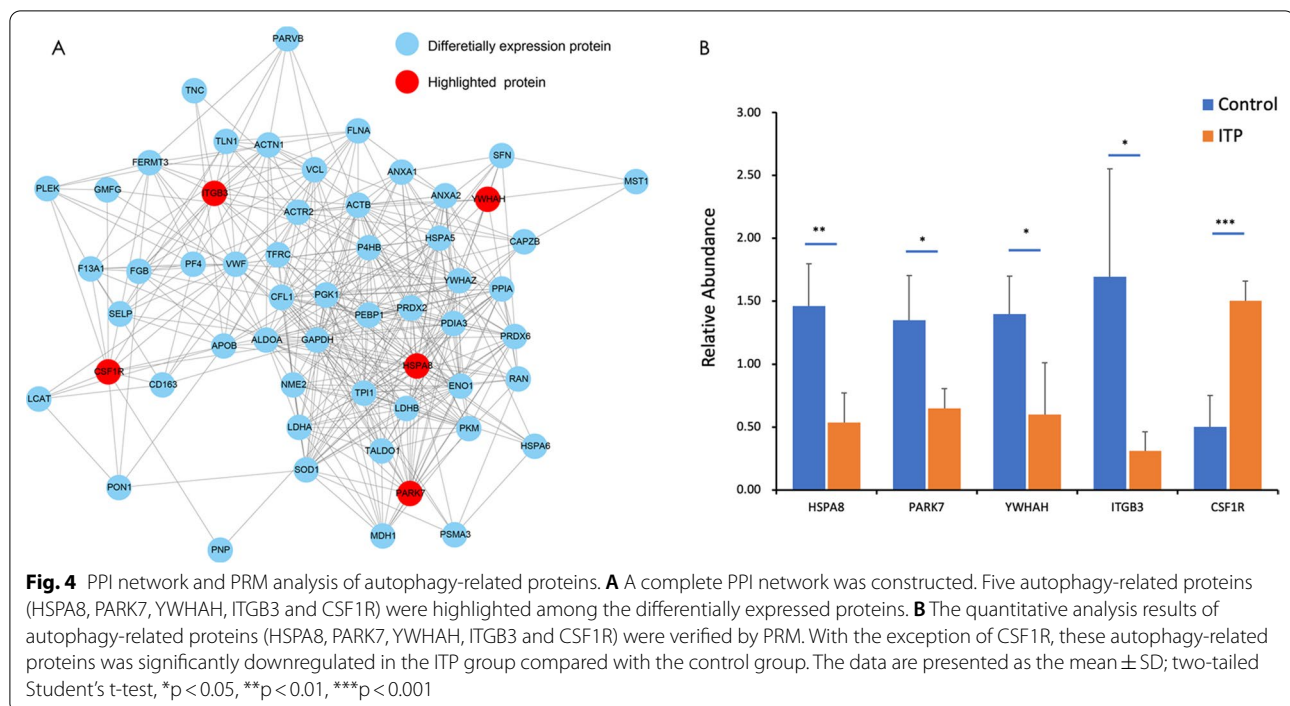 A
Differetially expression protein
Highlighted protein
PARVB
TNC
FLNA
TLN1
ACTN1
FERMT3
VCL
SFN
ANXA1
PLEK
GMFG
ITGB3
ANXA2
YWHAH
MST1
ACTR2
ACTB
HSPA5
CAPZB
P4HB
TFRC
F13A1
FGB
PF4
VWF
YWHAZ
PPIA
CFL1
PGK1
PRDX2
SELP
PEBP1
PDIA3
PRDX6
APOB
ALDOA
GAPDH
CSF1R
HSPA8
CD163
NME2
ENO1
RAN
LCAT
TPI1
LDHB
LDHA
PKM
TALDO1
HSPA6
SOD1
PON1
PARK7
MDH1
PSMA3
PNP
B
Control
ITP
Relative Abundance
3.00
2.50
2.00
1.50
1.00
0.50
0.00
**
*
*
*
***
HSPA8 PARK7 YWHAH ITGB3 CSF1R
Fig. 4 PPI network and PRM analysis of autophagy-related proteins. A A complete PPI network was constructed. Five autophagy-related proteins
(HSPA8, PARK7, YWHAH, ITGB3 and CSF1R) were highlighted among the differentially expressed proteins. B The quantitative analysis results of
autophagy-related proteins (HSPA8, PARK7, YWHAH, ITGB3 and CSF1R) were verified by PRM. With the exception of CSF1R, these autophagy-related
proteins was significantly downregulated in the ITP group compared with the control group. The data are presented as the mean ± SD; two-tailed
Student's t-test, *p < 0.05, **p < 0.01, ***p < 0.001